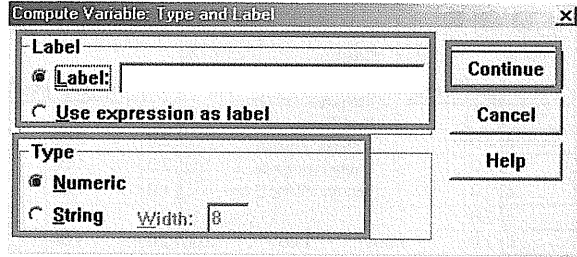 Compute Variable: Type and Label
Label
Label:
Use expression as label
Type
Numeric
String Width: 8
Continue
Cancel
Help